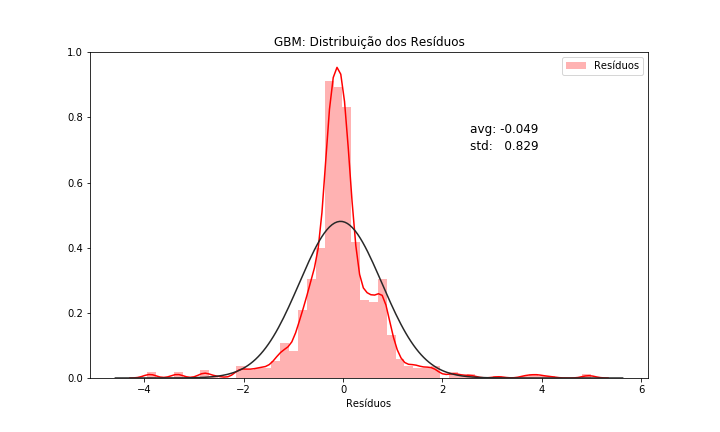 GBM: Distribuição dos Resíduos
1.0
0.8
0.6
0.4
0.2
0.0
Resíduos
avg: -0.049
std: 0.829
−4 −2 0 2 4 6
Resíduos